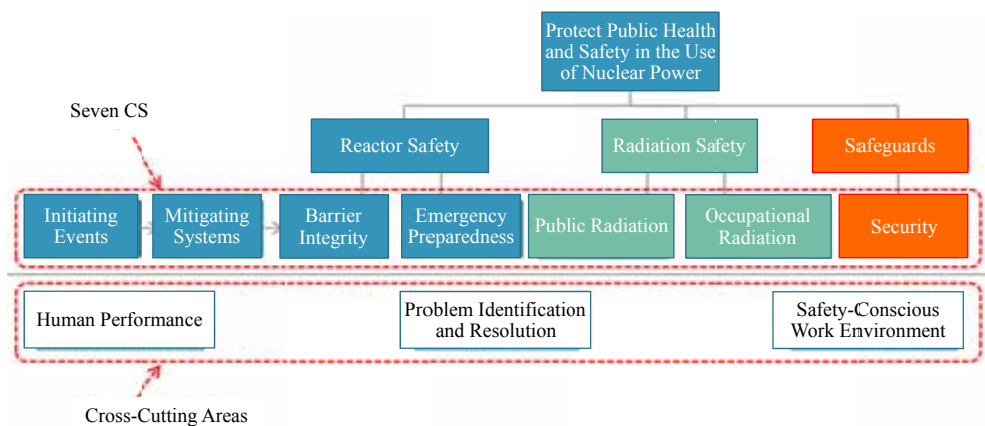 Protect Public Health
and Safety in the Use
of Nuclear Power
Seven CS
Reactor Safety
Radiation Safety
Safeguards
Initiating
Events
Mitigating
Systems
Barrier
Integrity
Emergency
Preparedness
Public Radiation
Occupational
Radiation
Security
Human Performance
Problem Identification
and Resolution
Safety-Conscious
Work Environment
Cross-Cutting Areas